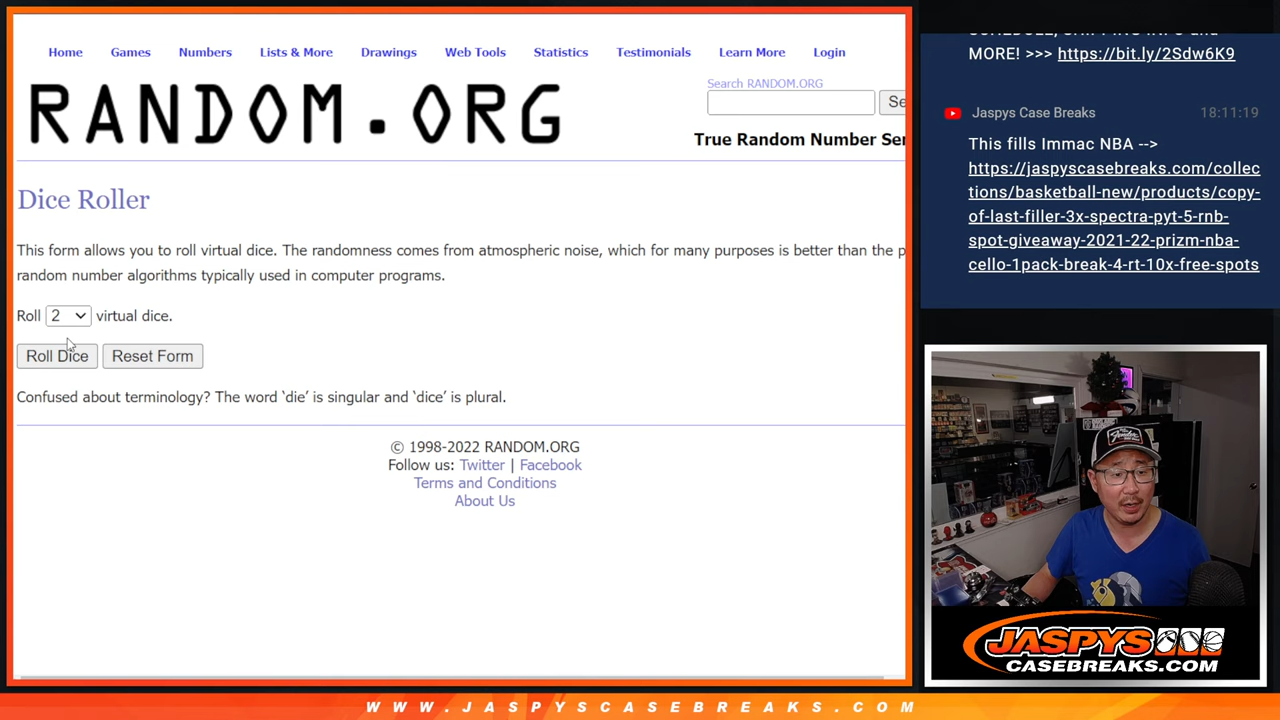 Home Games Numbers Lists & More Drawings Web Tools Statistics Testimonials Learn More Login
RANDOM.ORG
Search RANDOM.ORG
Se
True Random Number Ser
Dice Roller
This form allows you to roll virtual dice. The randomness comes from atmospheric noise, which for many purposes is better than the p
random number algorithms typically used in computer programs.
Roll 2 virtual dice.
Roll Dice Reset Form
Confused about terminology? The word ‘die’ is singular and ‘dice’ is plural.
© 1998-2022 RANDOM.ORG
Follow us: Twitter | Facebook
Terms and Conditions
About Us
MORE! >>> https://bit.ly/2Sdw6K9
Jaspys Case Breaks 18:11:19
This fills Immac NBA -->
https://jaspyscasebreaks.com/collec
tions/basketball-new/products/copy-
of-last-filler-3x-spectra-pyt-5-rnb-
spot-giveaway-2021-22-prizm-nba-
cello-1pack-break-4-rt-10x-free-spots
Fender
JASPYS
CASEBREAKS.COM
WWW.JASPYSCASEBREAKS.COM